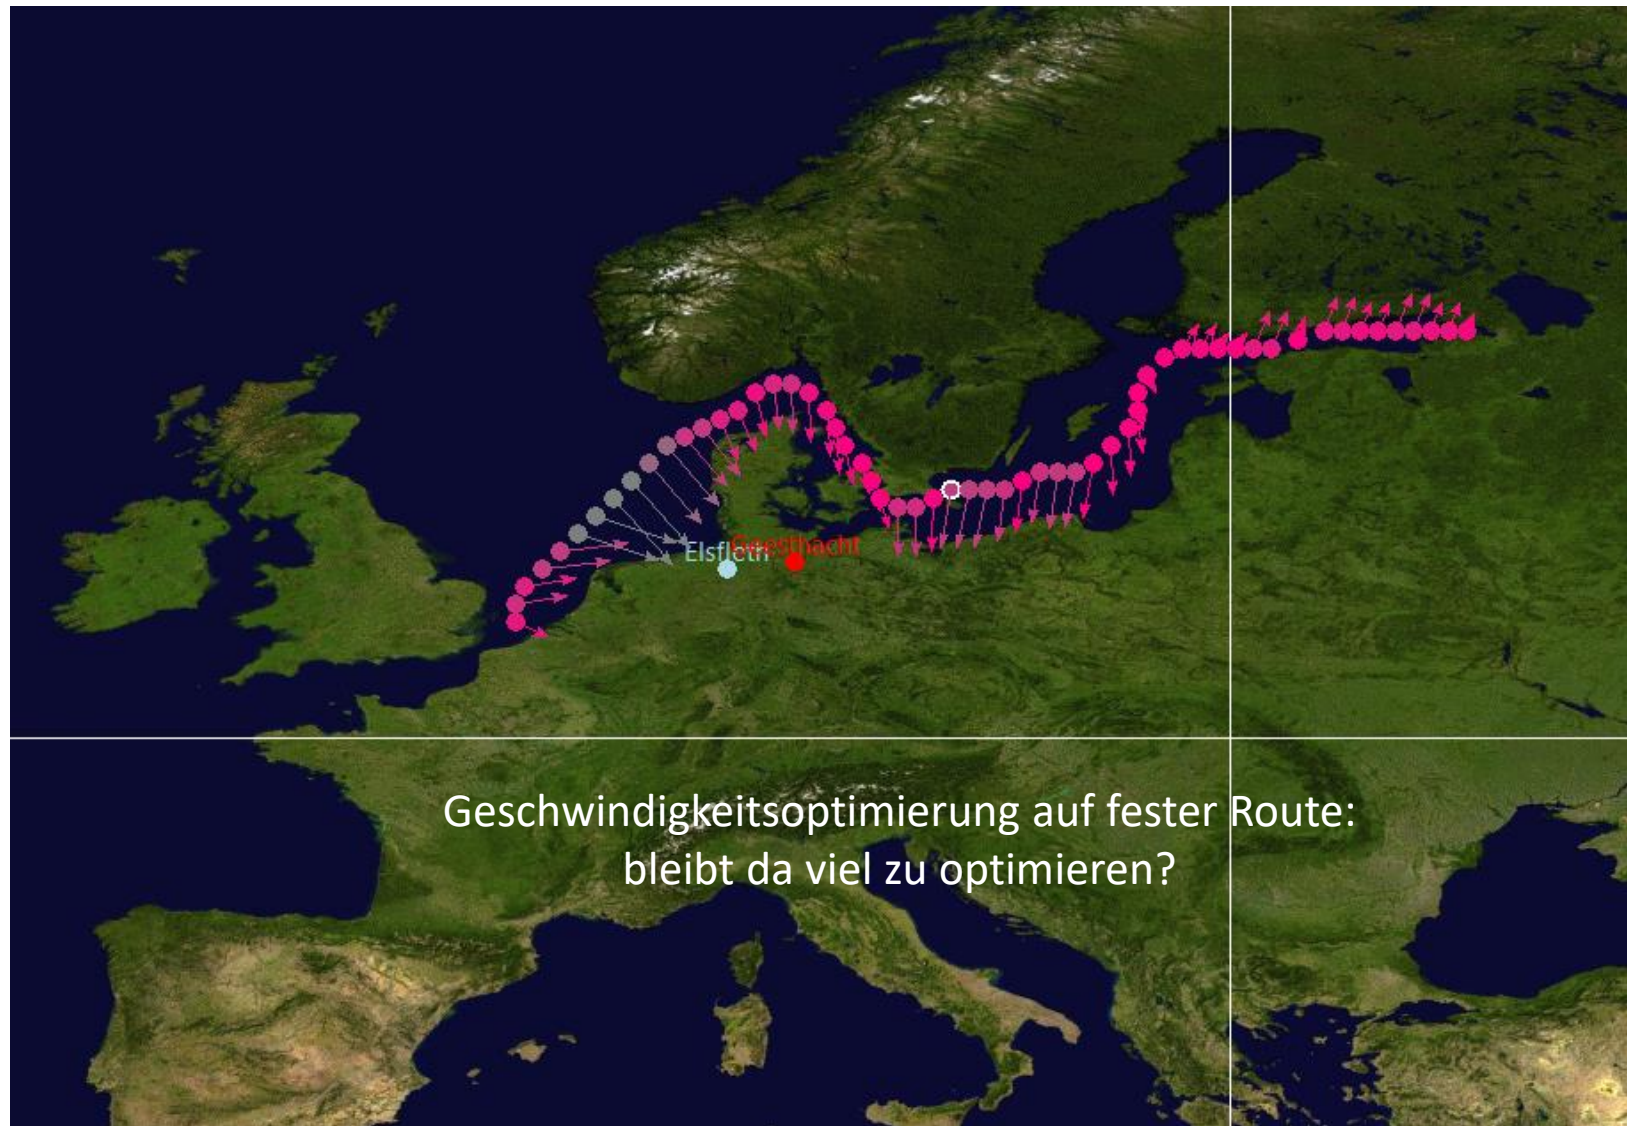 Elsfleth
Geesthacht
Geschwindigkeitsoptimierung auf fester Route:
bleibt da viel zu optimieren?